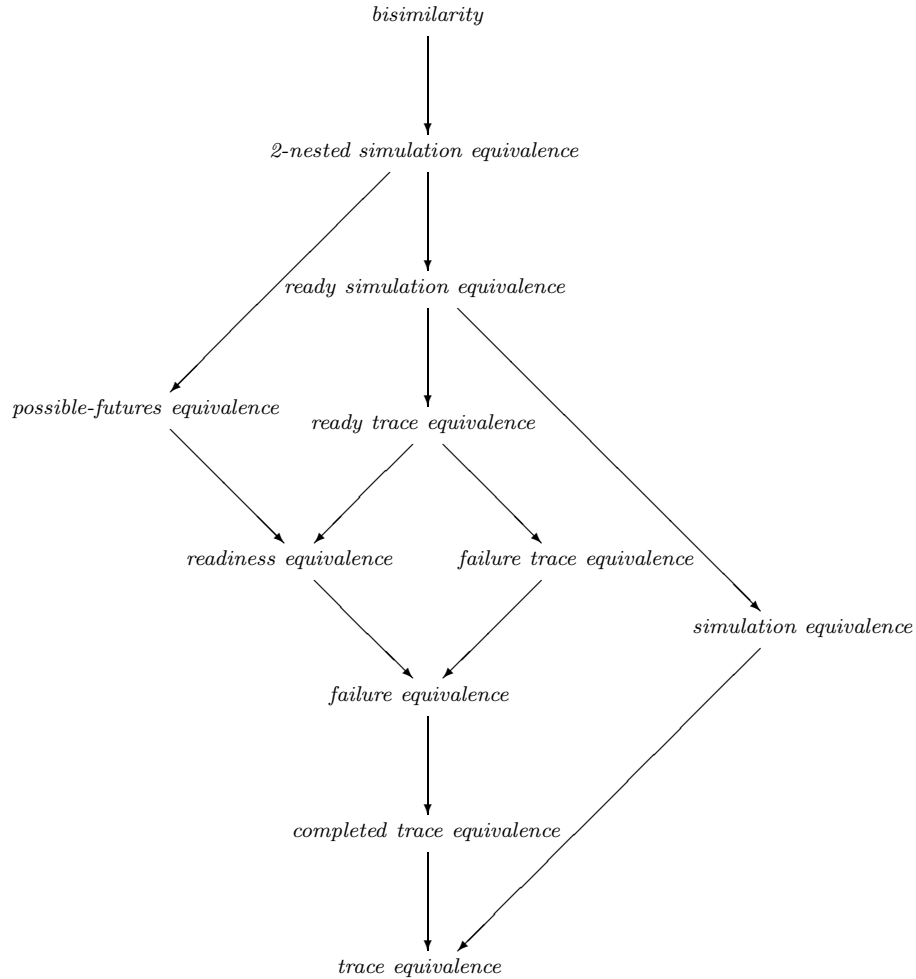 bisimilarity
2-nested simulation equivalence
ready simulation equivalence
possible-futures equivalence
ready trace equivalence
readiness equivalence
failure trace equivalence
simulation equivalence
failure equivalence
completed trace equivalence
trace equivalence